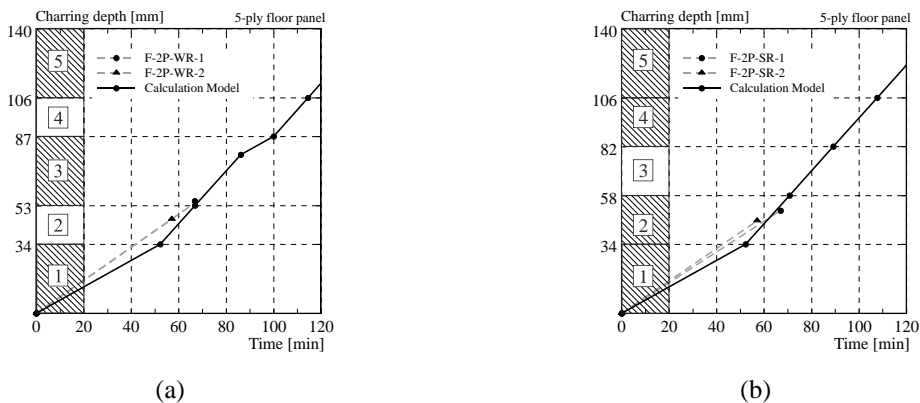 Charring depth [mm] 5-ply floor panel
140
5
F-2P-WR-1
F-2P-WR-2
Calculation Model
106
4
87
3
53
2
34
1
0
0 20 40 60 80 100 120
Time [min]
(a)
Charring depth [mm] 5-ply floor panel
140
5
F-2P-SR-1
F-2P-SR-2
Calculation Model
106
4
82
3
58
2
34
1
0
0 20 40 60 80 100 120
Time [min]
(b)